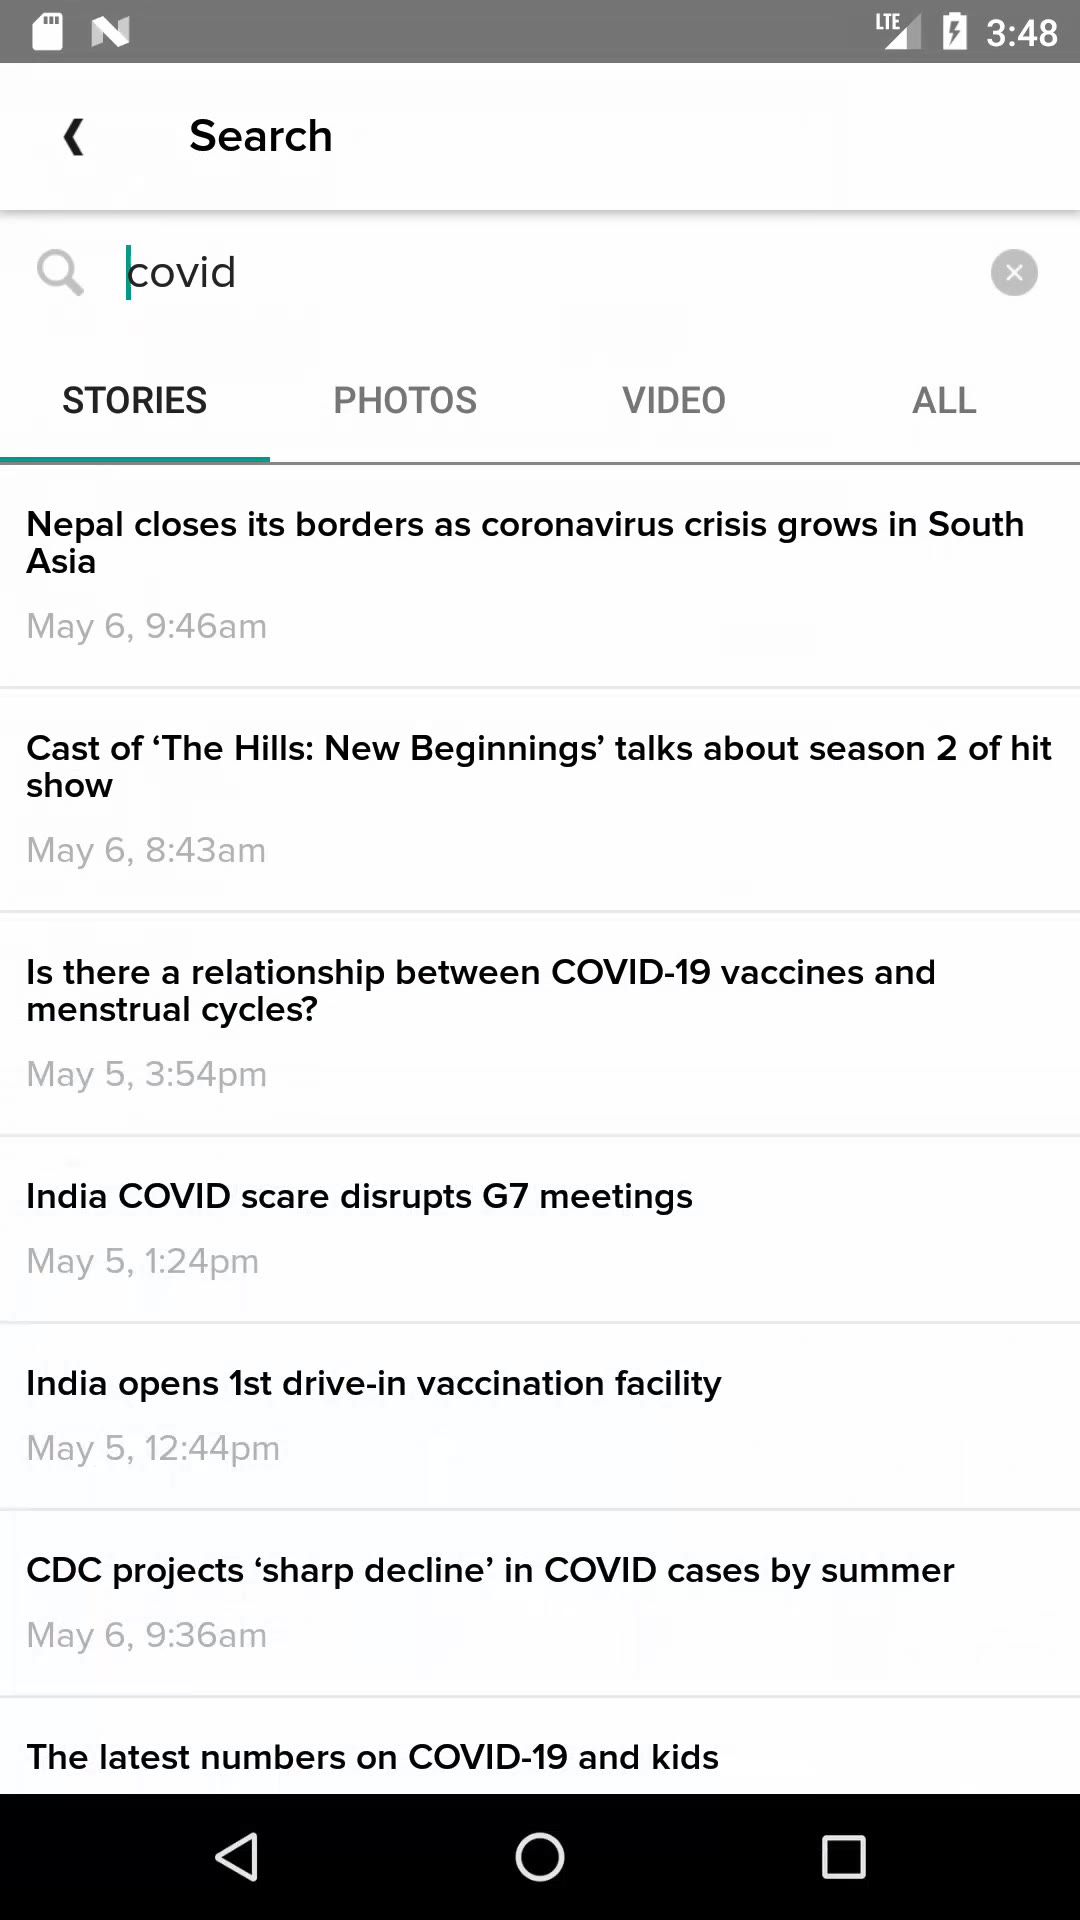 LTE 3:48
Search
covid
STORIES PHOTOS VIDEO ALL
Nepal closes its borders as coronavirus crisis grows in South
Asia
May 6, 9:46am
Cast of ‘The Hills: New Beginnings’ talks about season 2 of hit
show
May 6, 8:43am
Is there a relationship between COVID-19 vaccines and
menstrual cycles?
May 5, 3:54pm
India COVID scare disrupts G7 meetings
May 5, 1:24pm
India opens 1st drive-in vaccination facility
May 5, 12:44pm
CDC projects ‘sharp decline’ in COVID cases by summer
May 6, 9:36am
The latest numbers on COVID-19 and kids